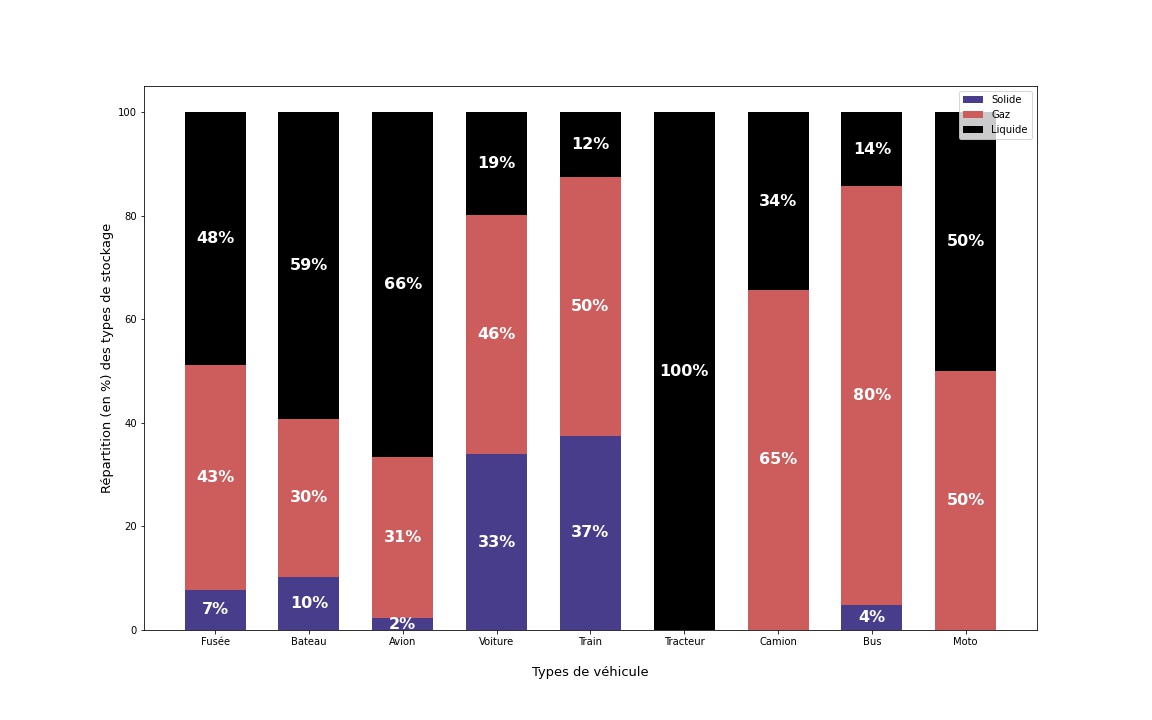 Solide
Gaz
Liquide
100
80
60
40
20
0
Répartition (en %) des types de stockage
48%
43%
7%
59%
30%
10%
66%
31%
2%
19%
46%
33%
12%
50%
37%
100%
34%
65%
14%
80%
4%
50%
50%
Fusée
Bateau
Avion
Voiture
Train
Tracteur
Camion
Bus
Moto
Types de véhicule